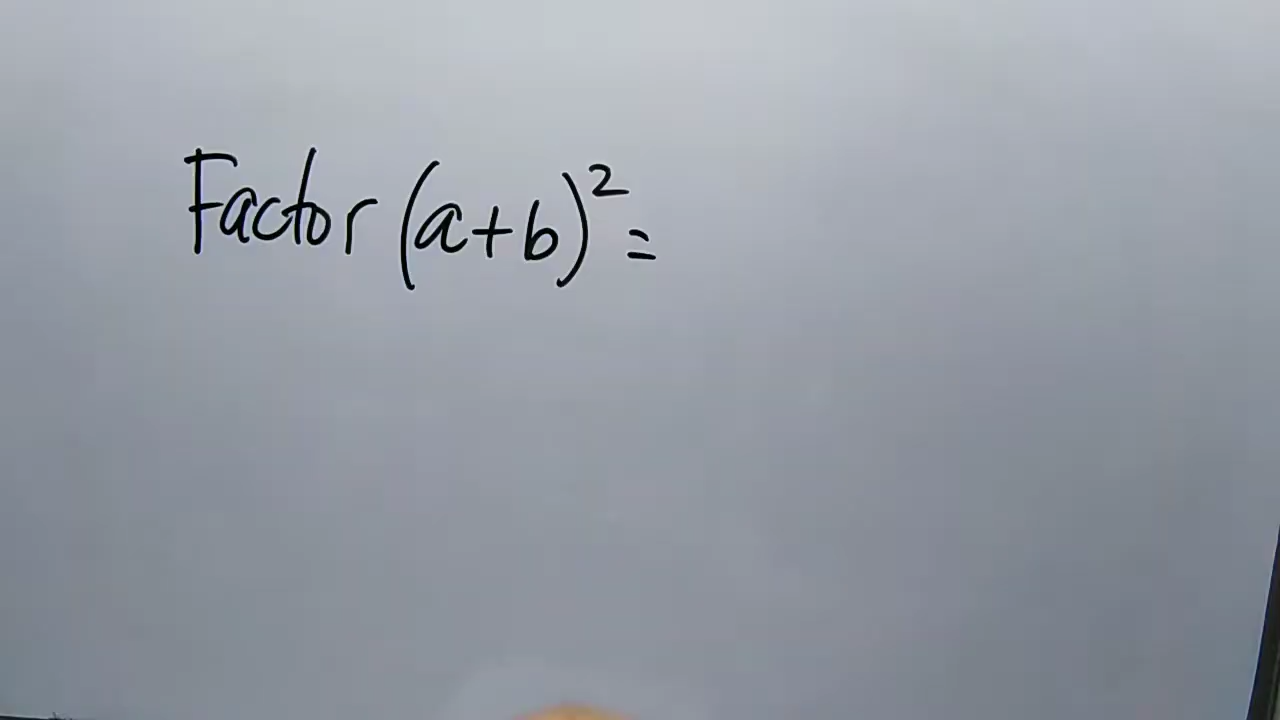 Factor (a+b)² =